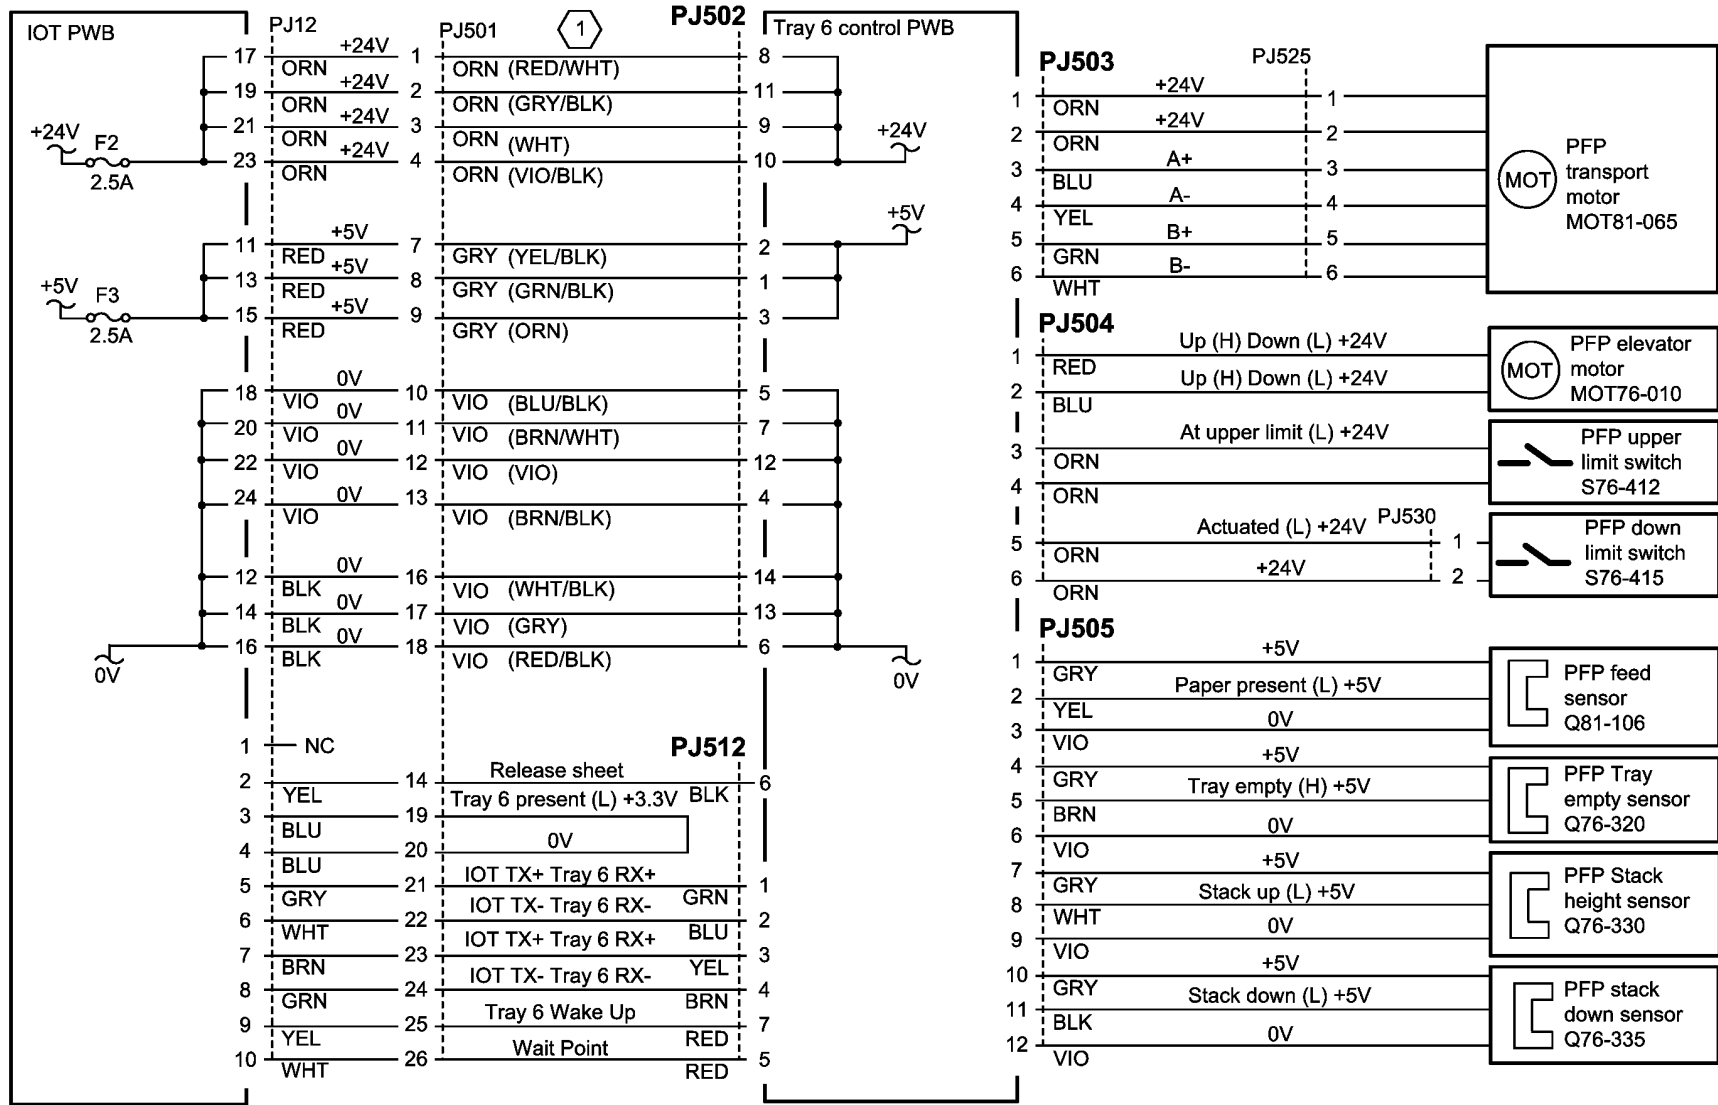 IOT PWB
PJ12
PJ501
1
PJ502
Tray 6 control PWB
17 +24V 1 8
ORN ORN (RED/WHT)
19 +24V 2 11
ORN ORN (GRY/BLK)
21 +24V 3 9
ORN ORN (WHT)
+24V F2 23 +24V 4 10 +24V
2.5A ORN ORN (VIO/BLK)
+5V
11 +5V 7 2
RED GRY (YEL/BLK)
13 +5V 8 1
RED GRY (GRN/BLK)
+5V F3 15 +5V 9 3
2.5A RED GRY (ORN)
18 0V 10 5
VIO VIO (BLU/BLK)
20 0V 11 7
VIO VIO (BRN/WHT)
22 0V 12 12
VIO VIO (VIO)
24 0V 13 4
VIO VIO (BRN/BLK)
12 0V 16 14
BLK VIO (WHT/BLK)
14 0V 17 13
BLK VIO (GRY)
16 0V 18 6
BLK VIO (RED/BLK)
0V 0V
1 NC
PJ512
2 14 Release sheet 6
YEL BLK
3 19 Tray 6 present (L) +3.3V
BLU
4 20 0V
BLU
5 21 IOT TX+ Tray 6 RX+ 1
GRY GRN
6 22 IOT TX- Tray 6 RX- 2
WHT BLU
7 23 IOT TX+ Tray 6 RX+ 3
BRN YEL
8 24 IOT TX- Tray 6 RX- 4
GRN BRN
9 25 Tray 6 Wake Up 7
YEL RED
10 26 Wait Point 5
WHT RED
PJ503
PJ525
1 +24V 1
ORN
2 +24V 2
ORN
3 A+ 3
BLU
4 A- 4
YEL
5 B+ 5
GRN
6 B- 6
WHT
MOT
PFP
transport
motor
MOT81-065
PJ504
1 Up (H) Down (L) +24V
RED
2 Up (H) Down (L) +24V
BLU
MOT
PFP elevator
motor
MOT76-010
3 At upper limit (L) +24V
ORN
4
ORN
PFP upper
limit switch
S76-412
5 Actuated (L) +24V PJ530 1
ORN
6 +24V 2
ORN
PFP down
limit switch
S76-415
PJ505
1 +5V
GRY
2 Paper present (L) +5V
YEL
3 0V
VIO
PFP feed
sensor
Q81-106
4 +5V
GRY
5 Tray empty (H) +5V
BRN
6 0V
VIO
PFP Tray
empty sensor
Q76-320
7 +5V
GRY
8 Stack up (L) +5V
WHT
9 0V
VIO
PFP Stack
height sensor
Q76-330
10 +5V
GRY
11 Stack down (L) +5V
BLK
12 0V
VIO
PFP stack
down sensor
Q76-335